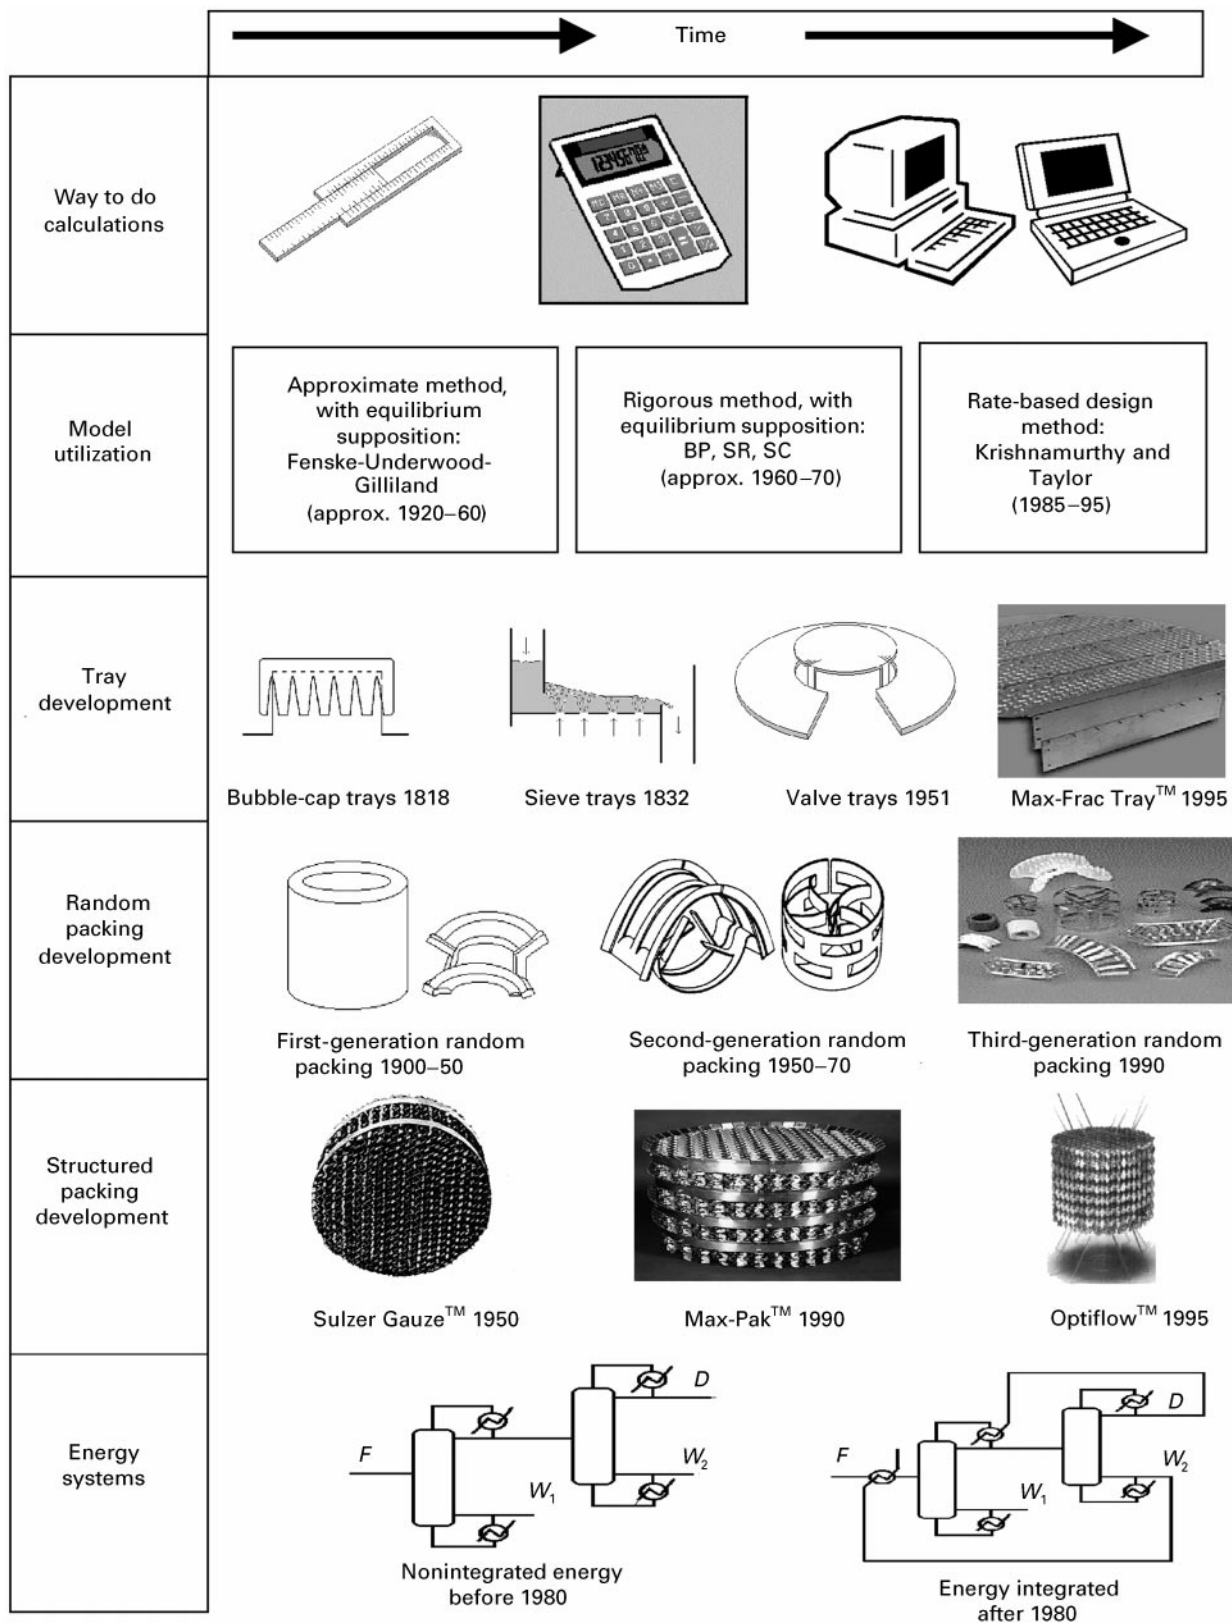 Time
Way to do
calculations
Model
utilization
Approximate method,
with equilibrium
supposition:
Fenske-Underwood-
Gilliland
(approx. 1920–60)
Rigorous method, with
equilibrium supposition:
BP, SR, SC
(approx. 1960–70)
Rate-based design
method:
Krishnamurthy and
Taylor
(1985–95)
Tray
development
Bubble-cap trays 1818
Sieve trays 1832
Valve trays 1951
Max-Frac Tray™ 1995
Random
packing
development
First-generation random
packing 1900–50
Second-generation random
packing 1950–70
Third-generation random
packing 1990
Structured
packing
development
Sulzer Gauze™ 1950
Max-Pak™ 1990
Optiflow™ 1995
Energy
systems
F
D
W₂
W₁
Nonintegrated energy
before 1980
F
D
W₂
W₁
Energy integrated
after 1980